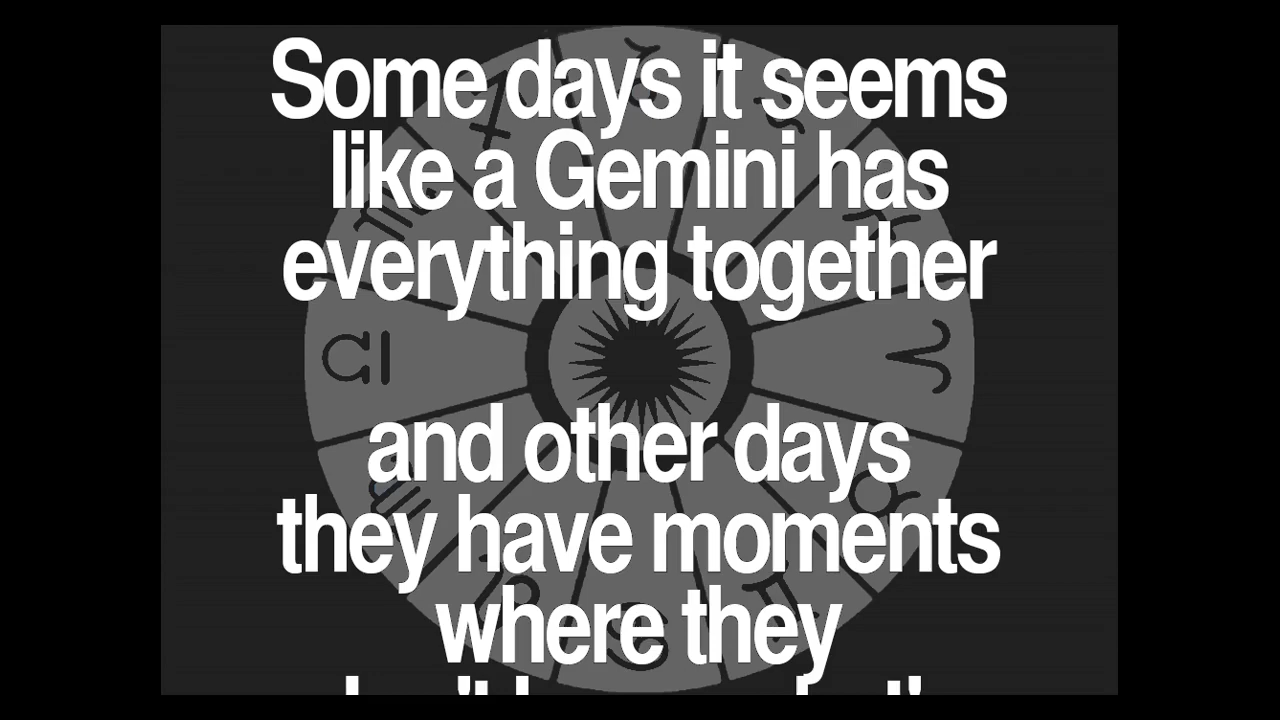 Some days it seems
like a Gemini has
everything together
and other days
they have moments
where they